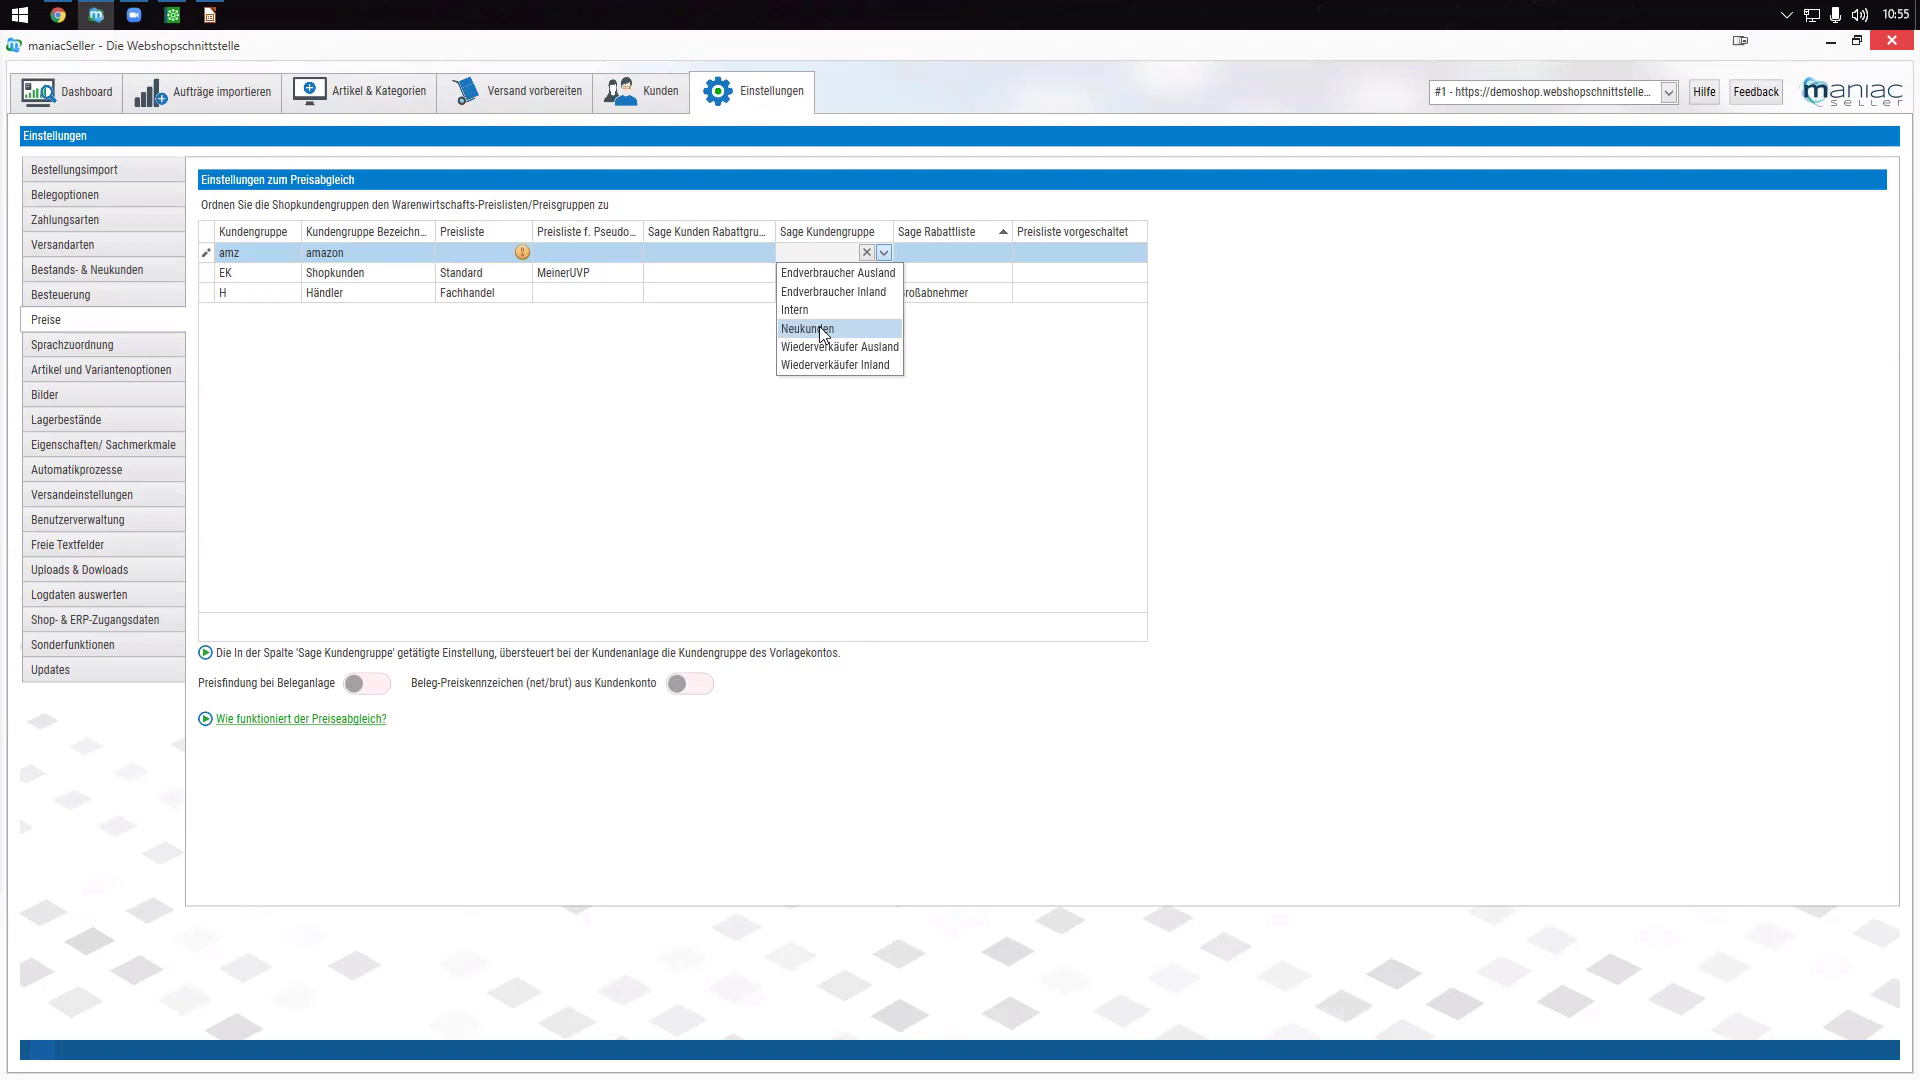 10:55
maniacSeller - Die Webshopschnittstelle
Dashboard
Aufträge importieren
Artikel & Kategorien
Versand vorbereiten
Kunden
Einstellungen
#1 - https://demoshop.webshopschnittstelle...
Hilfe
Feedback
maniac
seller
Einstellungen
Bestellungsimport
Belegoptionen
Zahlungsarten
Versandarten
Bestands- & Neukunden
Besteuerung
Preise
Sprachzuordnung
Artikel und Variantenoptionen
Bilder
Lagerbestände
Eigenschaften/ Sachmerkmale
Automatikprozesse
Versandeinstellungen
Benutzerverwaltung
Freie Textfelder
Uploads & Dowloads
Logdaten auswerten
Shop- & ERP-Zugangsdaten
Sonderfunktionen
Updates
Einstellungen zum Preisabgleich
Ordnen Sie die Shopkundengruppen den Warenwirtschafts-Preislisten/Preisgruppen zu
Kundengruppe Kundengruppe Bezeichn... Preisliste Preisliste f. Pseudo... Sage Kunden Rabattgru... Sage Kundengruppe Sage Rabattliste Preisliste vorgeschaltet
amz amazon
EK Shopkunden Standard MeinerUVP
H Händler Fachhandel roßabnehmer
Endverbraucher Ausland
Endverbraucher Inland
Intern
Neukunden
Wiederverkäufer Ausland
Wiederverkäufer Inland
Die In der Spalte 'Sage Kundengruppe' getätigte Einstellung, übersteuert bei der Kundenanlage die Kundengruppe des Vorlagekontos.
Preisfindung bei Beleganlage Beleg-Preiskennzeichen (net/brut) aus Kundenkonto
Wie funktioniert der Preiseabgleich?